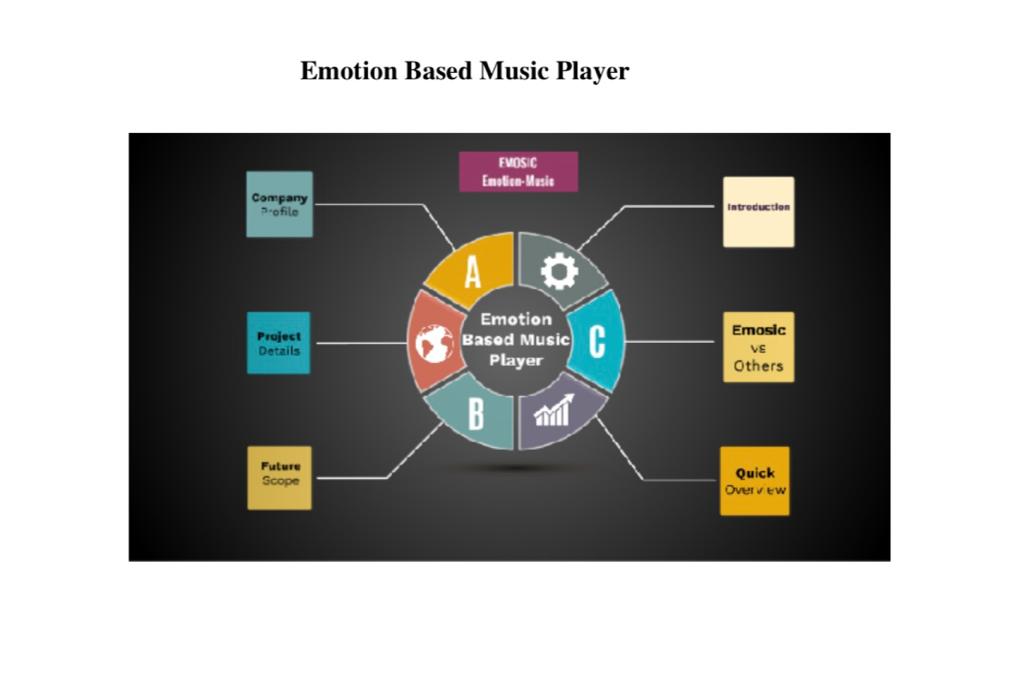 Emotion Based Music Player
EMOSIC
Emotion-Music
Company
Profile
Introduction
A
Project
Details
Emotion
Based Music
Player
C
Emosic
vs
Others
B
Future
Scope
Quick
Overview